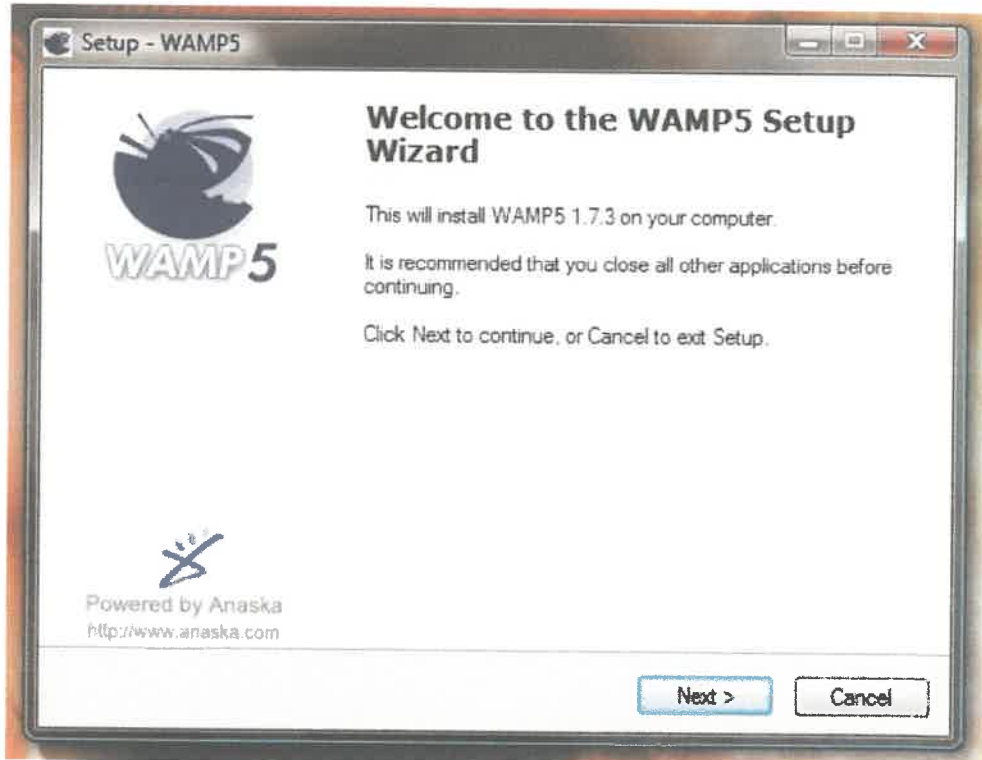 Setup - WAMP5
Welcome to the WAMP5 Setup
Wizard
This will install WAMP5 1.7.3 on your computer.
It is recommended that you close all other applications before
continuing.
Click Next to continue, or Cancel to exit Setup.
WAMP5
Powered by Anaska
http://www.anaska.com
Next >
Cancel